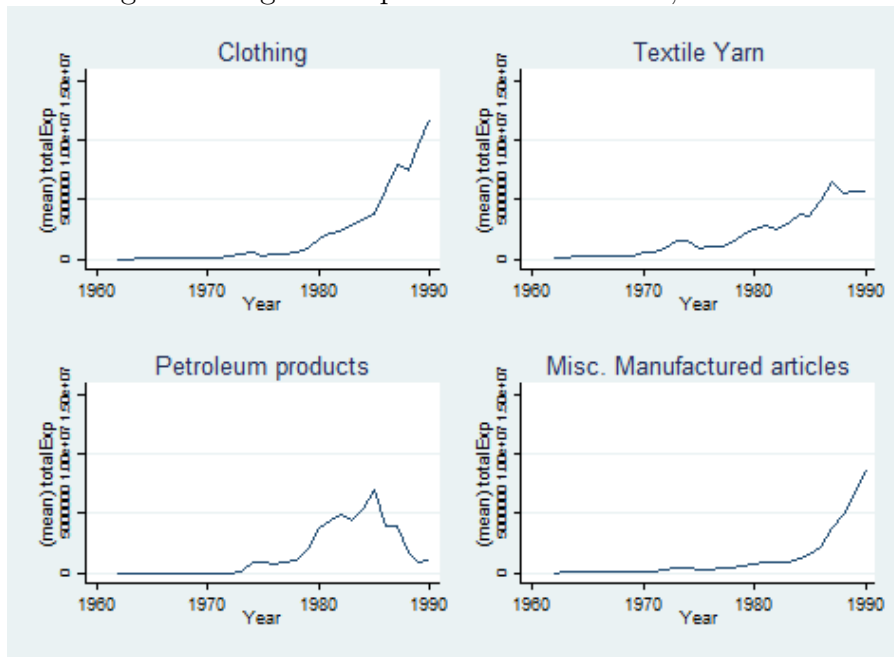 Clothing
(mean) totalExp
0 5000000 1.00e+07 1.50e+07
1960 1970 1980 1990
Year
Textile Yarn
(mean) totalExp
0 5000000 1.00e+07 1.50e+07
1960 1970 1980 1990
Year
Petroleum products
(mean) totalExp
0 5000000 1.00e+07 1.50e+07
1960 1970 1980 1990
Year
Misc. Manufactured articles
(mean) totalExp
0 5000000 1.00e+07 1.50e+07
1960 1970 1980 1990
Year